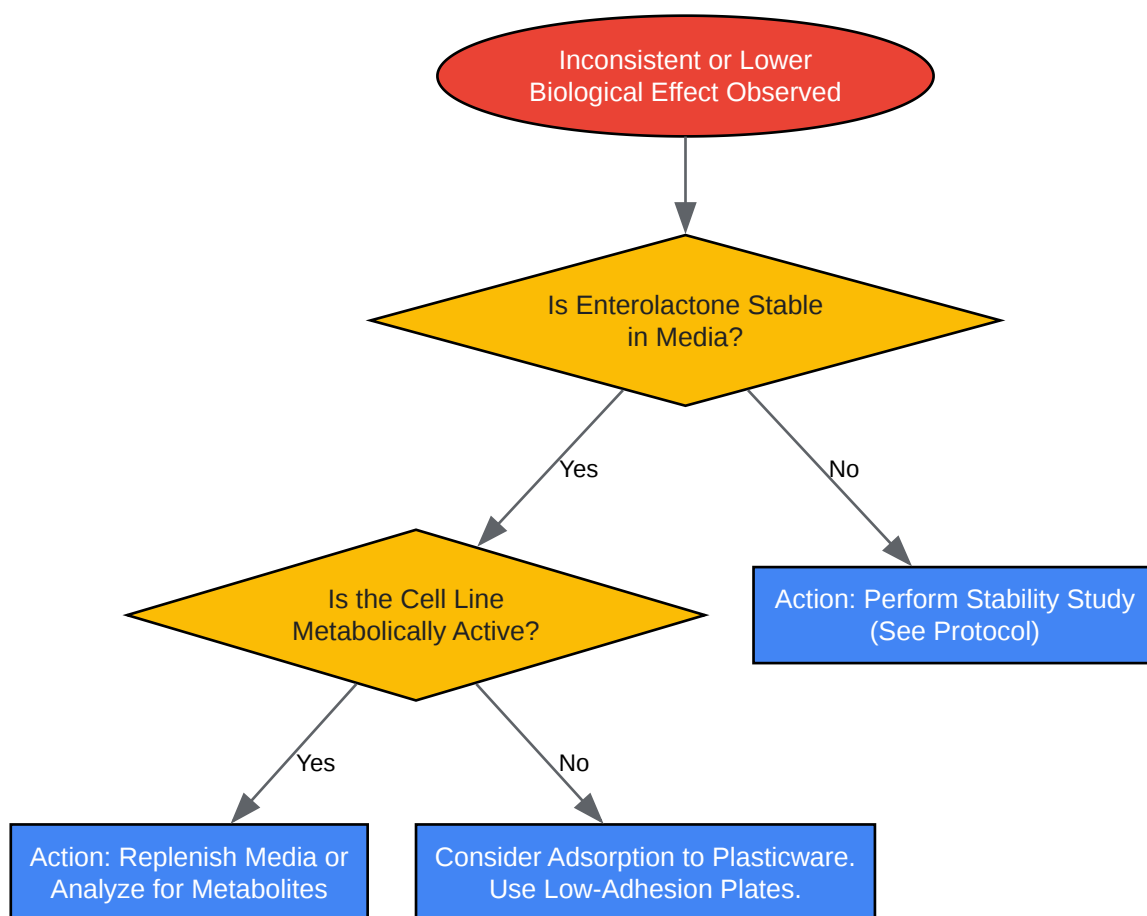 Inconsistent or Lower
Biological Effect Observed
Is Enterolactone Stable
in Media?
Yes
No
Is the Cell Line
Metabolically Active?
Action: Perform Stability Study
(See Protocol)
Yes
No
Action: Replenish Media or
Analyze for Metabolites
Consider Adsorption to Plasticware.
Use Low-Adhesion Plates.